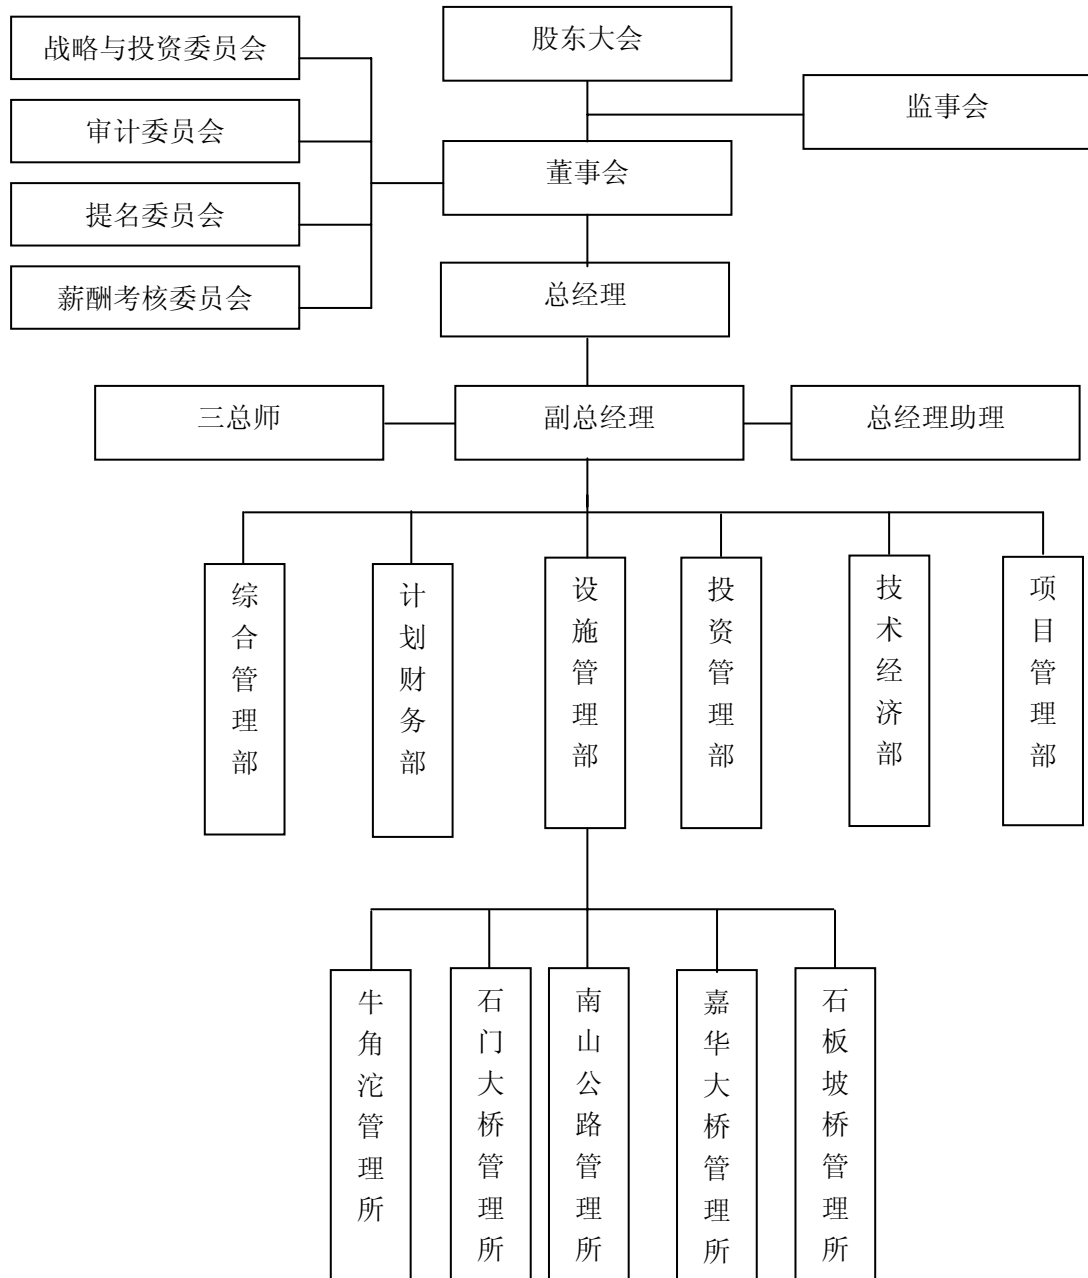 战略与投资委员会
股东大会
监事会
审计委员会
董事会
提名委员会
总经理
薪酬考核委员会
三总师
副总经理
总经理助理
综合管理部
计划财务部
设施管理部
投资管理部
技术经济部
项目管理部
牛角沱管理所
石门大桥管理所
南山公路管理所
嘉华大桥管理所
石板坡桥管理所